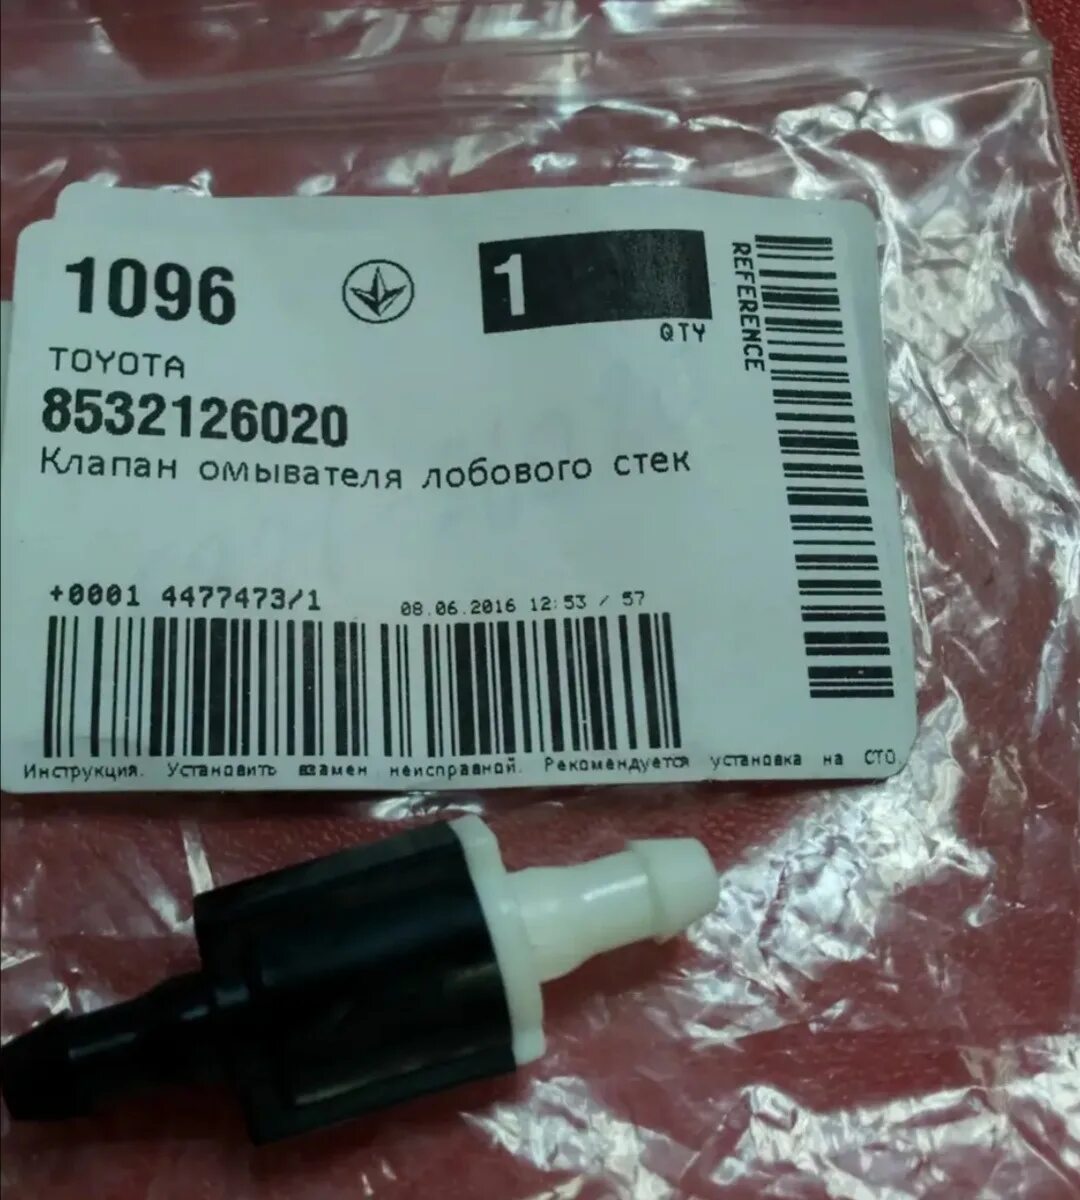 1096
1
QTY
REFERENCE
TOYOTA
8532126020
Клапан омывателя лобового стек
+0001 4477473/1
08.06.2016 12:53 / 57
Инструкция. Установить взамен неисправной. Рекомендуется установка на СТО.